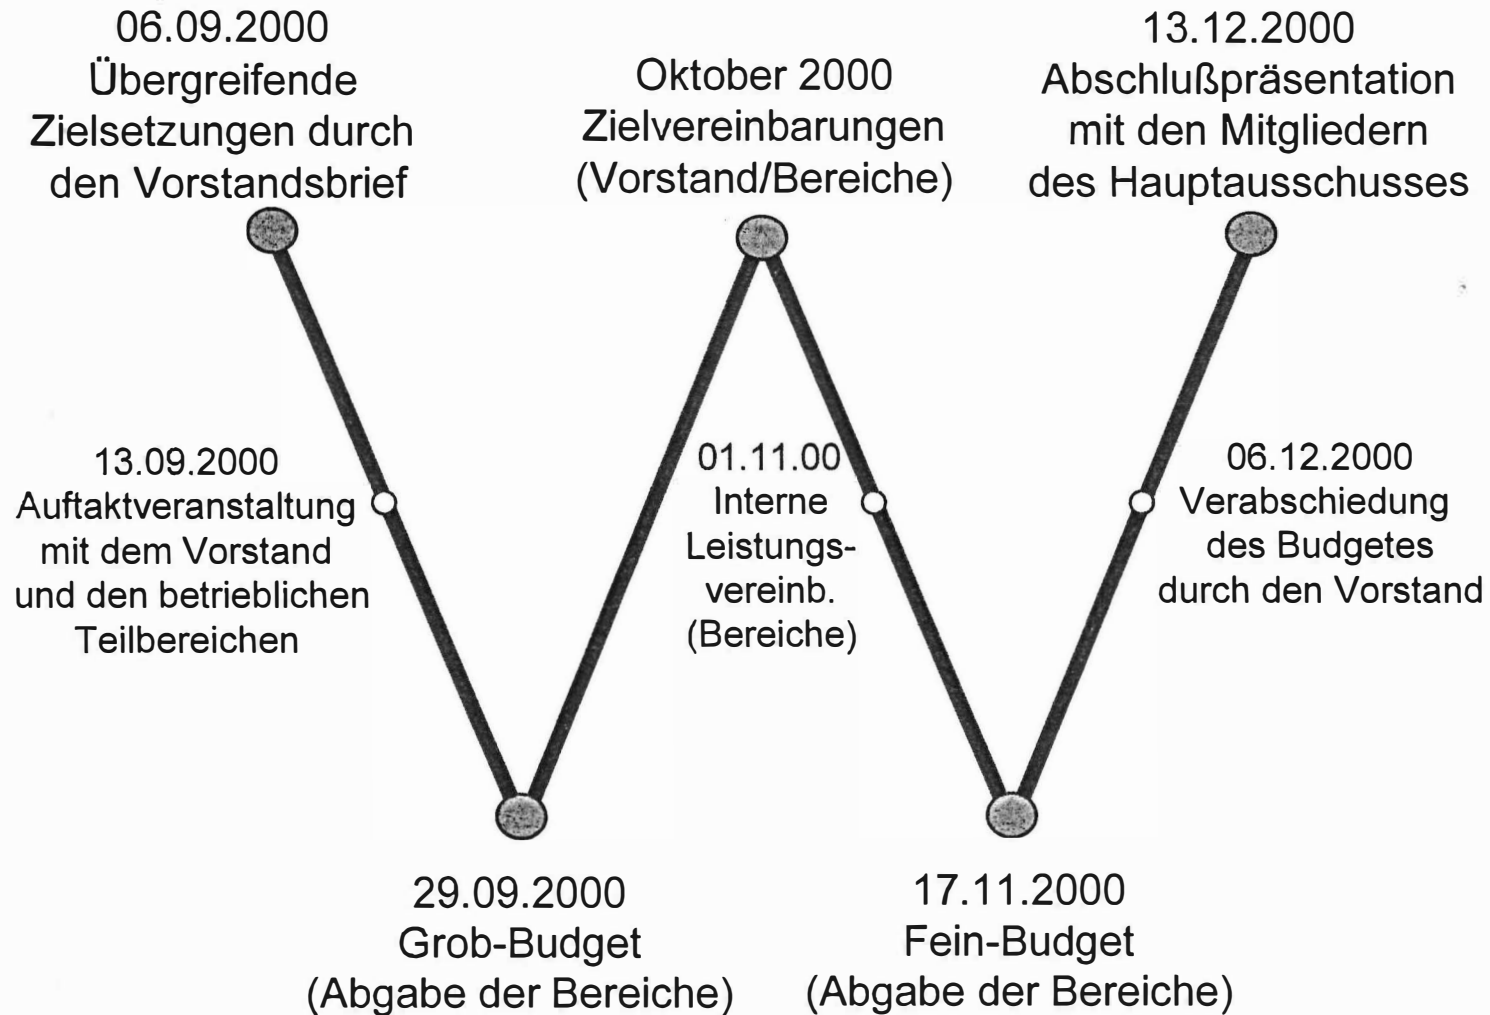 06.09.2000
Übergreifende
Zielsetzungen durch
den Vorstandsbrief
Oktober 2000
Zielvereinbarungen
(Vorstand/Bereiche)
13.12.2000
Abschlußpräsentation
mit den Mitgliedern
des Hauptausschusses
13.09.2000
Auftaktveranstaltung
mit dem Vorstand
und den betrieblichen
Teilbereichen
01.11.00
Interne
Leistungs-
vereinb.
(Bereiche)
06.12.2000
Verabschiedung
des Budgetes
durch den Vorstand
29.09.2000
Grob-Budget
(Abgabe der Bereiche)
17.11.2000
Fein-Budget
(Abgabe der Bereiche)